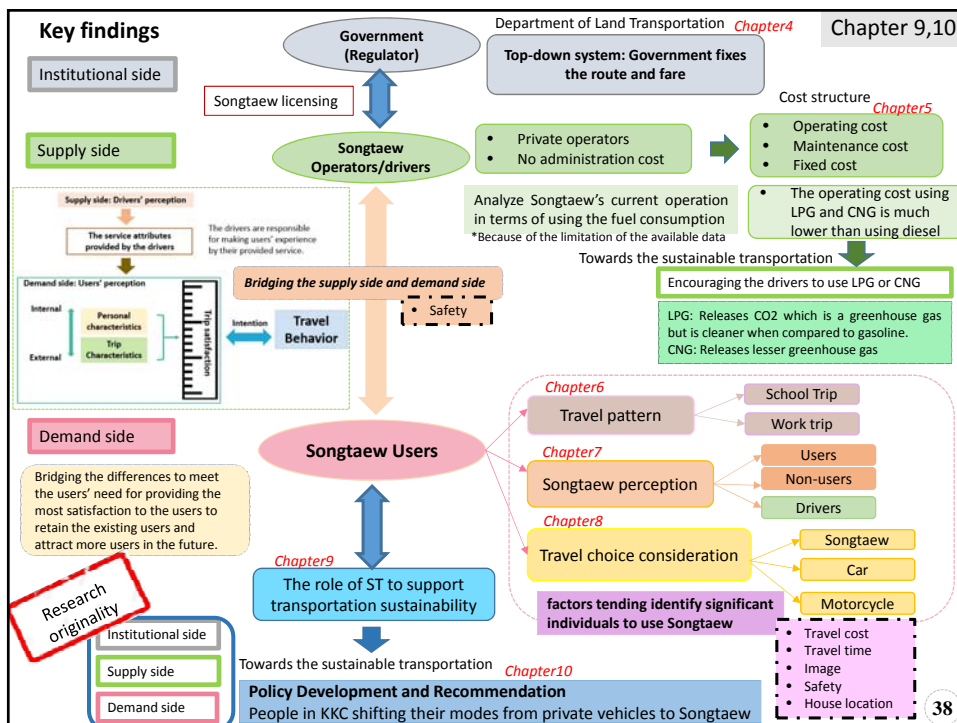 Key findings
Chapter 9,10
Government
(Regulator)
Department of Land Transportation
Chapter4
Top-down system: Government fixes
the route and fare
Institutional side
Songtaew licensing
Supply side
Songtaew
Operators/drivers
• Private operators
• No administration cost
Cost structure
Chapter5
• Operating cost
• Maintenance cost
• Fixed cost
Analyze Songtaew's current operation
in terms of using the fuel consumption
*Because of the limitation of the available data
• The operating cost using
LPG and CNG is much
lower than using diesel
Towards the sustainable transportation
Encouraging the drivers to use LPG or CNG
LPG: Releases CO2 which is a greenhouse gas
but is cleaner when compared to gasoline.
CNG: Releases lesser greenhouse gas
Supply side: Drivers' perception
The service attributes
provided by the drivers
The drivers are responsible
for making users' experience
by their provided service.
Demand side: Users' perception
Internal
External
Personal
characteristics
Trip
Characteristics
Trip satisfaction
Intention
Travel
Behavior
Bridging the supply side and demand side
• Safety
Demand side
Songtaew Users
Bridging the differences to meet
the users' need for providing the
most satisfaction to the users to
retain the existing users and
attract more users in the future.
Chapter6
Travel pattern
School Trip
Work trip
Chapter7
Songtaew perception
Users
Non-users
Drivers
Chapter8
Travel choice consideration
Songtaew
Car
Motorcycle
factors tending identify significant
individuals to use Songtaew
• Travel cost
• Travel time
• Image
• Safety
• House location
Chapter9
The role of ST to support
transportation sustainability
Research
originality
Institutional side
Supply side
Demand side
Towards the sustainable transportation
Chapter10
Policy Development and Recommendation
People in KKC shifting their modes from private vehicles to Songtaew
38